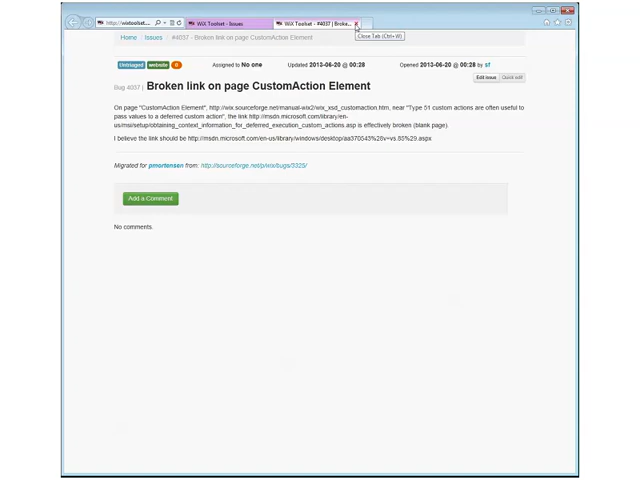 http://wixtoolset....
WiX Toolset - Issues
WiX Toolset - #4037 | Broke...
Close Tab (Ctrl+W)
Home Issues #4037 - Broken link on page CustomAction Element
Untriaged website 0 Assigned to No one Updated 2013-06-20 @ 00:28 Opened 2013-06-20 @ 00:28 by sf
Edit issue Quick edit
Bug 4037 | Broken link on page CustomAction Element
On page "CustomAction Element", http://wix.sourceforge.net/manual-wix2/wix_xsd_customaction.htm, near "Type 51 custom actions are often useful to
pass values to a deferred custom action", the link http://msdn.microsoft.com/library/en-
us/msi/setup/obtaining_context_information_for_deferred_execution_custom_actions.asp is effectively broken (blank page).
I believe the link should be http://msdn.microsoft.com/en-us/library/windows/desktop/aa370543%28v=vs.85%29.aspx
Migrated for pmortensen from: http://sourceforge.net/p/wix/bugs/3325/
Add a Comment
No comments.